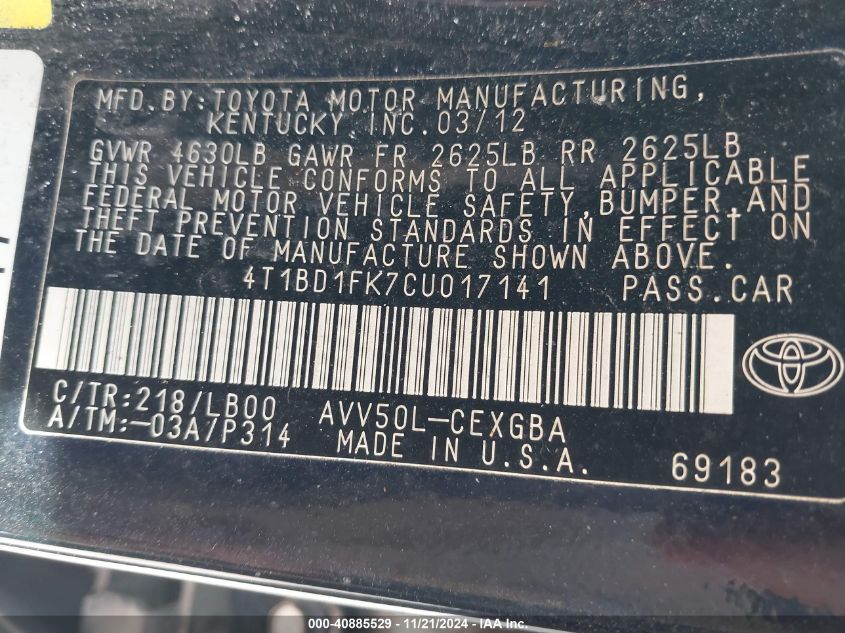 MFD. BY: TOYOTA MOTOR MANUFACTURING,
KENTUCKY INC. 03/12
GVWR 4630LB GAWR FR 2625LB RR 2625LB
THIS VEHICLE CONFORMS TO ALL APPLICABLE
FEDERAL MOTOR VEHICLE SAFETY, BUMPER, AND
THEFT PREVENTION STANDARDS IN EFFECT ON
THE DATE OF MANUFACTURE SHOWN ABOVE.
4T1BD1FK7CU017141 PASS.CAR
C/TR:218/LB00 AVV50L-CEXGBA
A/TM:-03A/P314 MADE IN U.S.A. 69183
000-40885529 - 11/21/2024 - IAA Inc.